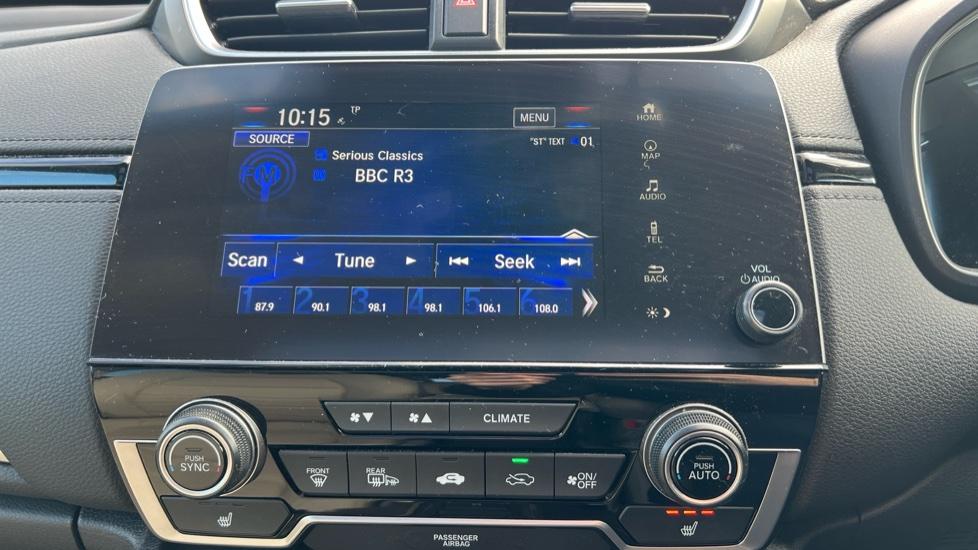 10:15 TP MENU
SOURCE "ST" TEXT 01
FM Serious Classics
BBC R3
Scan Tune Seek
1 2 3 4 5 6
87.9 90.1 98.1 98.1 106.1 108.0
HOME
MAP
AUDIO
TEL
BACK
VOL
AUDIO
CLIMATE
PUSH
SYNC
FRONT
REAR
ON/
OFF
PUSH
AUTO
PASSENGER
AIRBAG